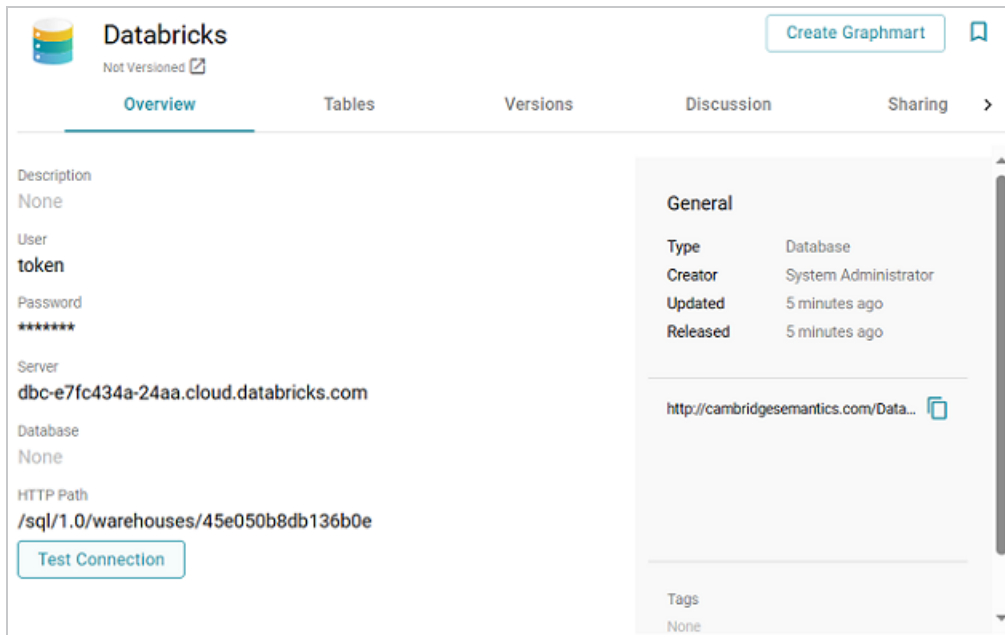 Databricks
Create Graphmart
Not Versioned
Overview Tables Versions Discussion Sharing
Description
None
User
token
Password
*******
Server
dbc-e7fc434a-24aa.cloud.databricks.com
Database
None
HTTP Path
/sql/1.0/warehouses/45e050b8db136b0e
Test Connection
General
Type Database
Creator System Administrator
Updated 5 minutes ago
Released 5 minutes ago
http://cambridgesemantics.com/Data...
Tags
None